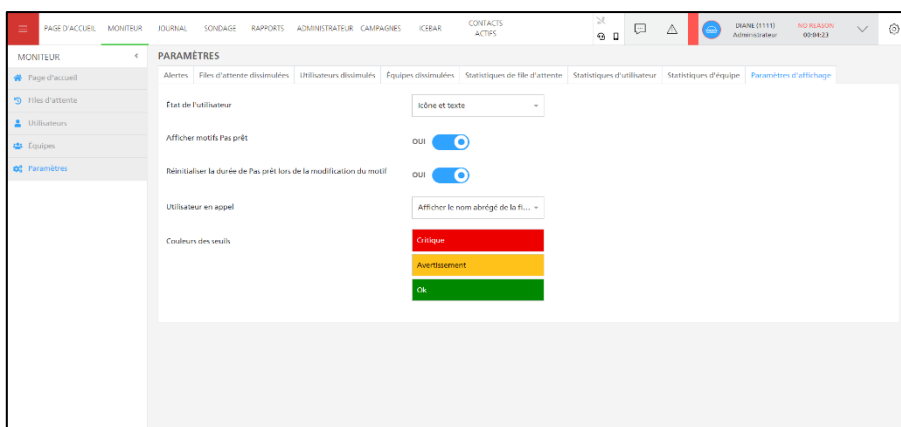 PAGE D'ACCUEIL MONITEUR JOURNAL SONDAGE RAPPORTS ADMINISTRATEUR CAMPAGNES ICEBAR CONTACTS ACTIFS
DIANE (1111) NO REASON
Administrateur 00:04:23
MONITEUR
PARAMÈTRES
Page d'accueil
Files d'attente
Utilisateurs
Équipes
Paramètres
Alertes Files d'attente dissimulées Utilisateurs dissimulés Équipes dissimulées Statistiques de file d'attente Statistiques d'utilisateur Statistiques d'équipe Paramètres d'affichage
État de l'utilisateur Icône et texte
Afficher motifs Pas prêt OUI
Réinitialiser la durée de Pas prêt lors de la modification du motif OUI
Utilisateur en appel Afficher le nom abrégé de la fi...
Couleurs des seuils Critique
Avertissement
Ok